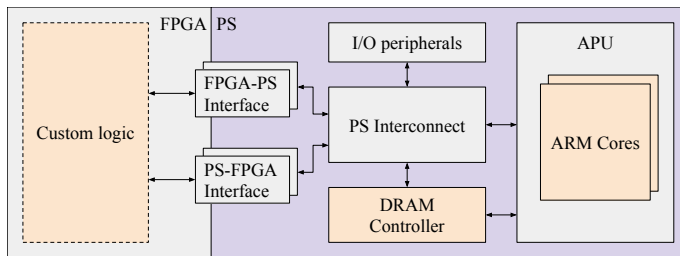 FPGA PS
Custom logic
FPGA-PS
Interface
PS-FPGA
Interface
I/O peripherals
PS Interconnect
DRAM
Controller
APU
ARM Cores